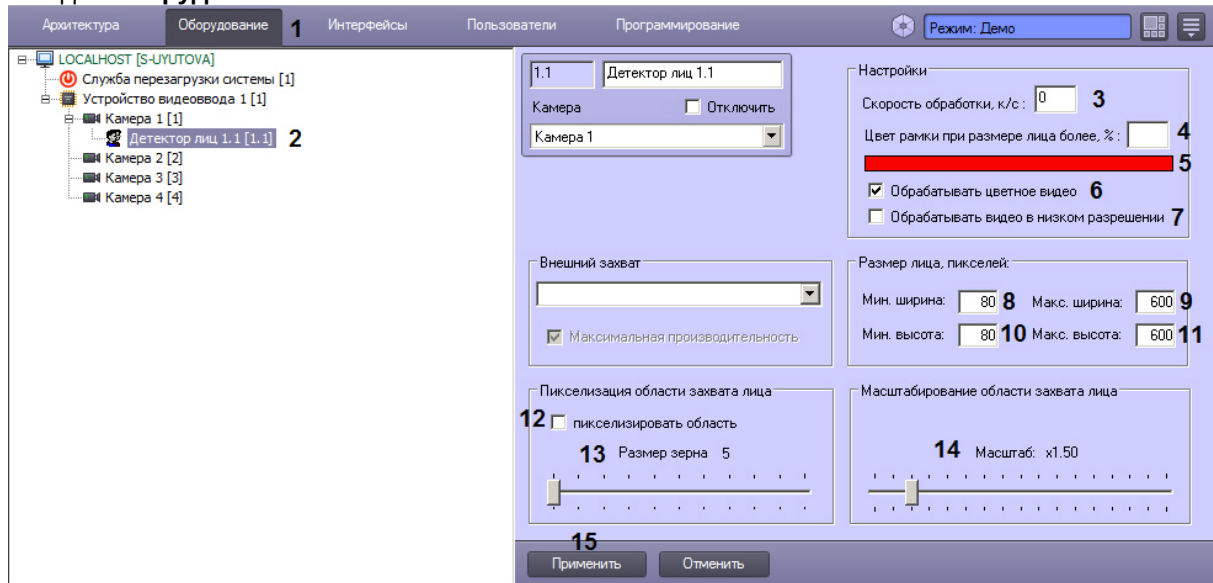 Архитектура Оборудование 1 Интерфейсы Пользователи Программирование Режим: Демо
LOCALHOST [S-UYUTOVA]
Служба перезагрузки системы [1]
Устройство видеоввода 1 [1]
Камера 1 [1]
Детектор лиц 1.1 [1.1] 2
Камера 2 [2]
Камера 3 [3]
Камера 4 [4]
1.1 Детектор лиц 1.1
Камера Отключить
Камера 1
Настройки
Скорость обработки, к/с : 0 3
Цвет рамки при размере лица более, % : 4
5
Обрабатывать цветное видео 6
Обрабатывать видео в низком разрешении 7
Внешний захват
Максимальная производительность
Размер лица, пикселей:
Мин. ширина: 80 8 Макс. ширина: 600 9
Мин. высота: 80 10 Макс. высота: 600 11
Пикселизация области захвата лица
12 пикселизировать область
13 Размер зерна 5
Масштабирование области захвата лица
14 Масштаб: x1.50
15
Применить Отменить